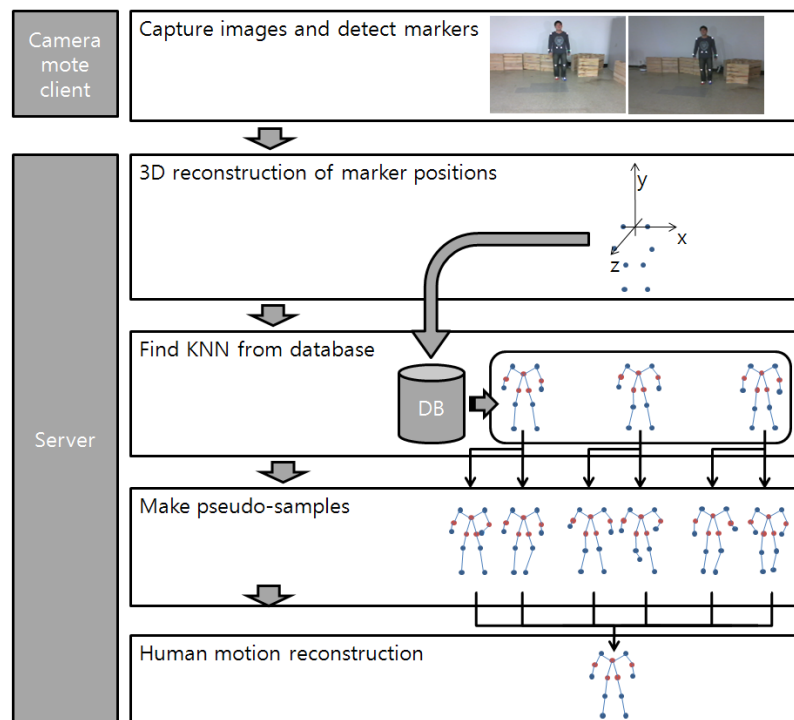 Camera
mote
client
Capture images and detect markers
Server
3D reconstruction of marker positions
y
x
z
Find KNN from database
DB
Make pseudo-samples
Human motion reconstruction